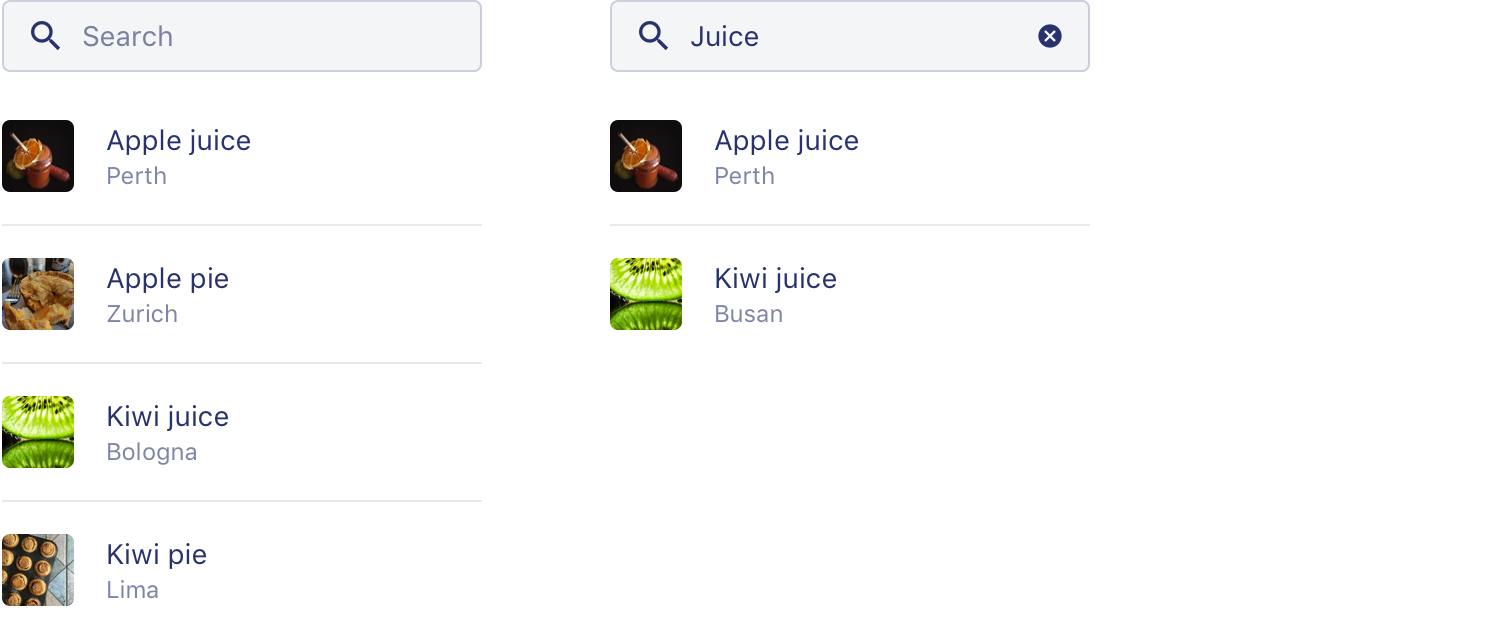 Search
Apple juice
Perth
Apple pie
Zurich
Kiwi juice
Bologna
Kiwi pie
Lima
Juice
Apple juice
Perth
Kiwi juice
Busan